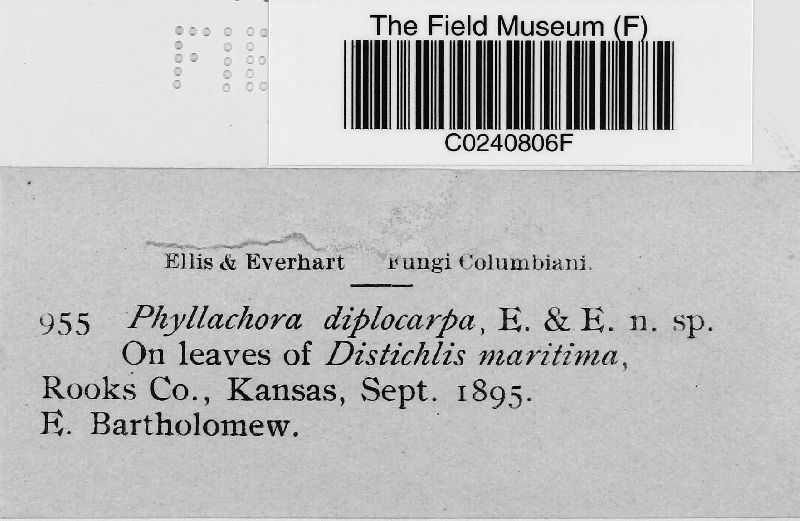 The Field Museum (F)
C0240806F
Ellis & Everhart Fungi Columbiani.
955 Phyllachora diplocarpa, E. & E. n. sp.
On leaves of Distichlis maritima,
Rooks Co., Kansas, Sept. 1895.
E. Bartholomew.